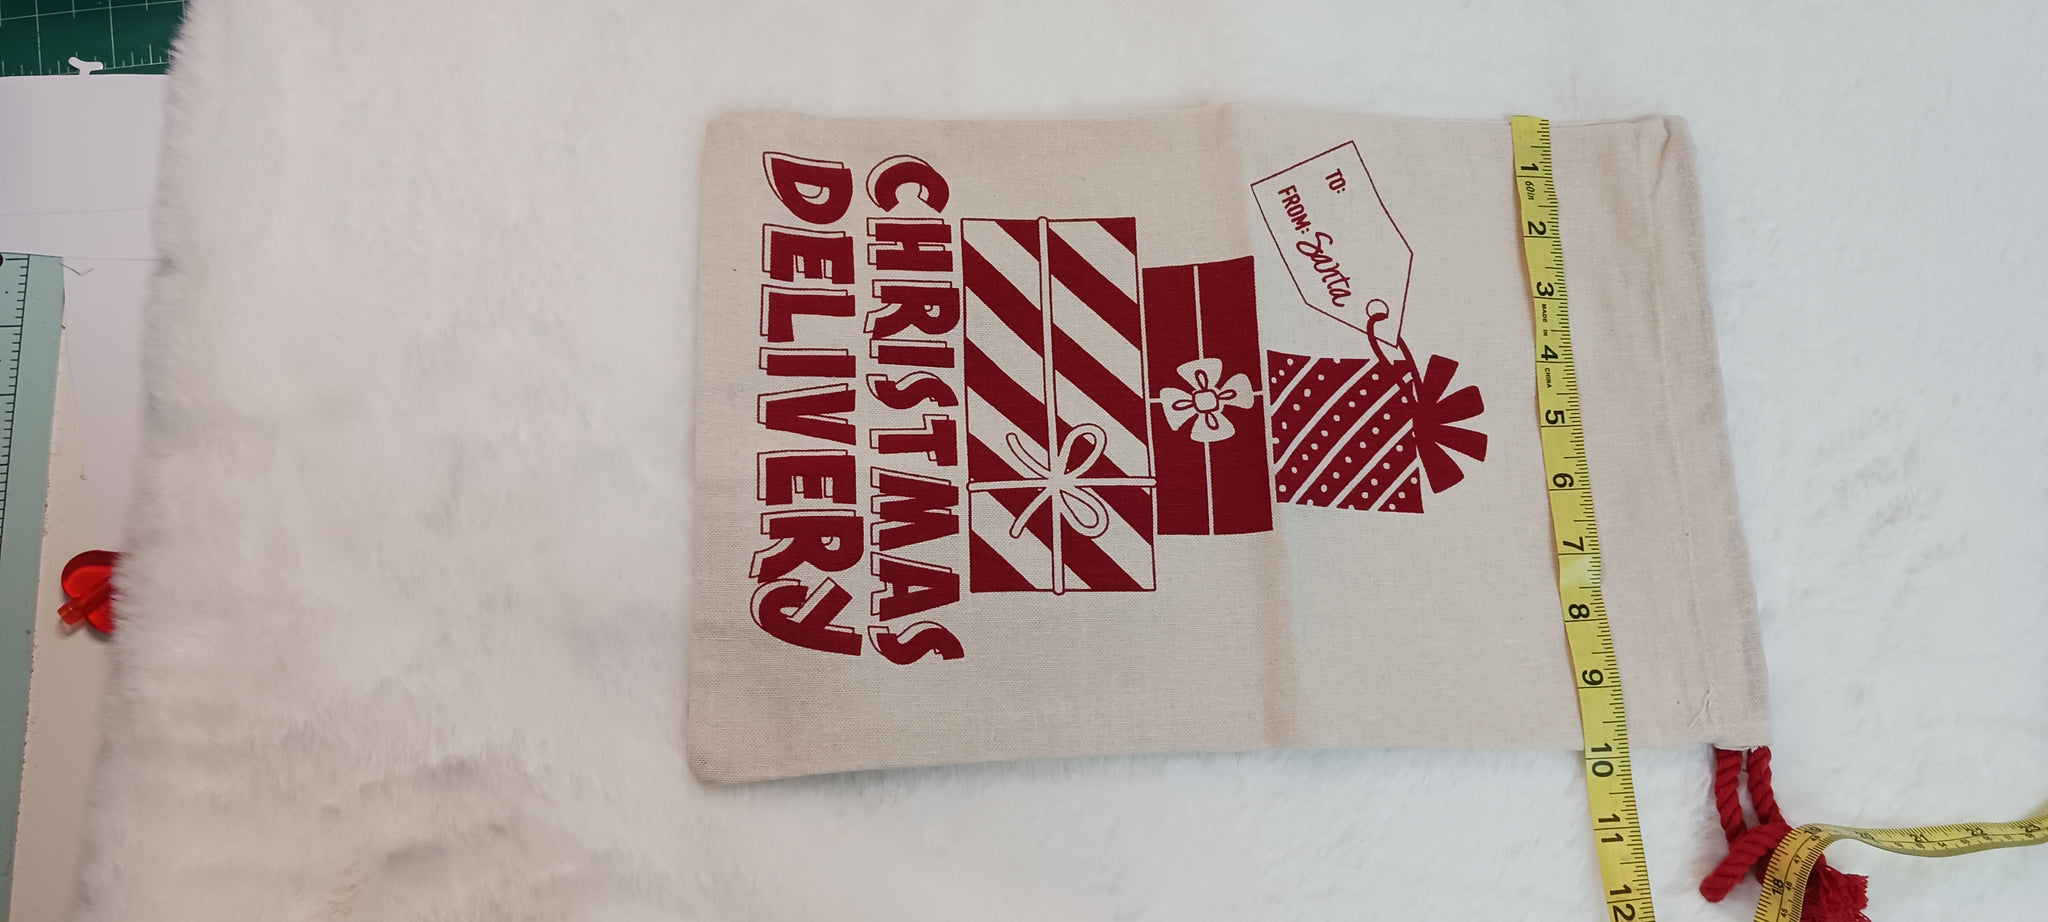 TO:
FROM: Santa
CHRISTMAS
DELIVERY
1 60in 2 3 MADE IN 4 CHINA 5 6 7 8 9 10 11 12